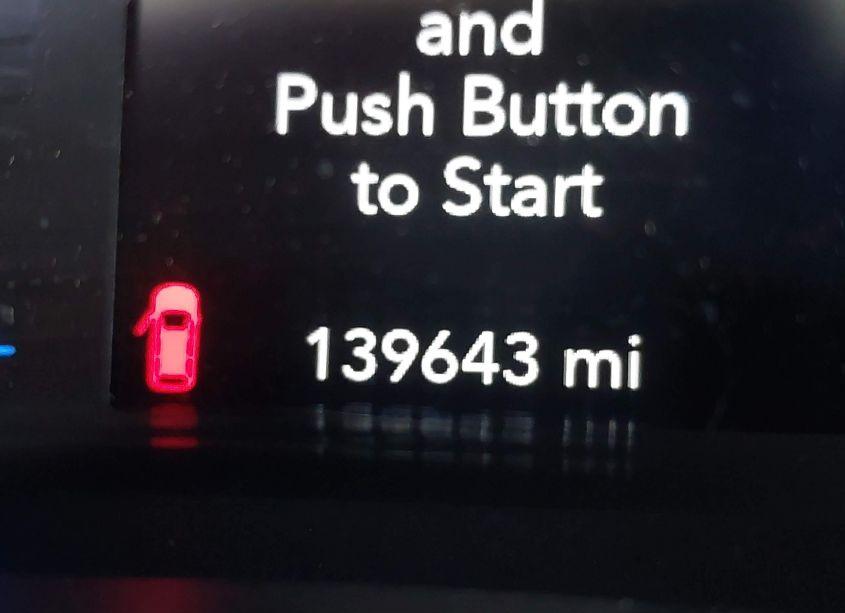 and
Push Button
to Start
139643 mi